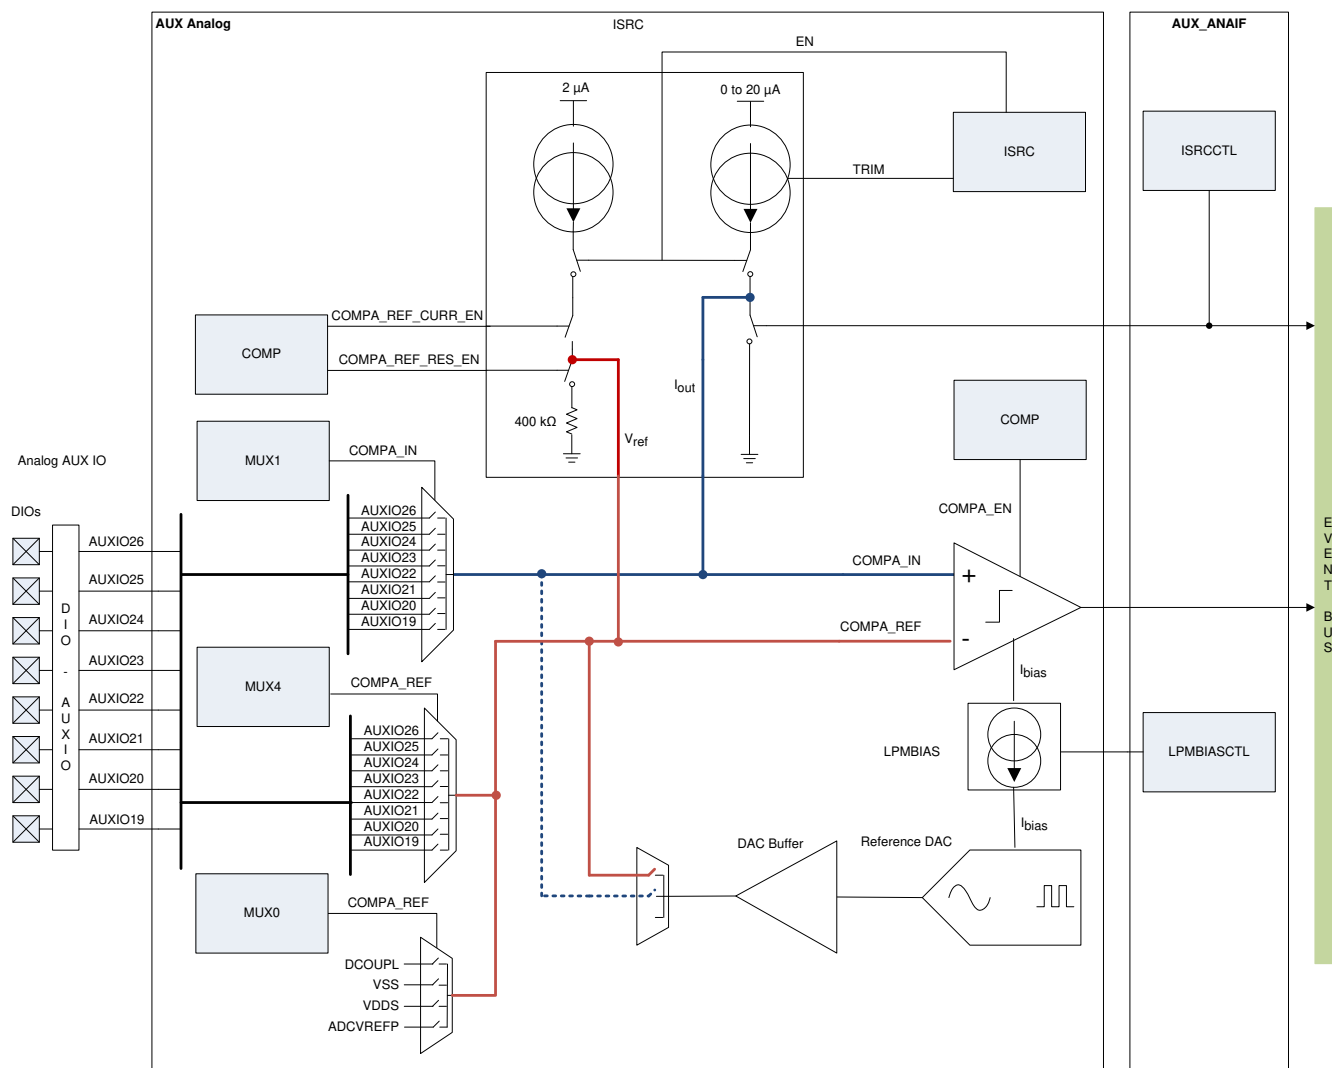 AUX Analog
ISRC
AUX_ANAIF
EN
2 µA
0 to 20 µA
ISRC
ISRCCTL
TRIM
COMPA_REF_CURR_EN
COMP
COMPA_REF_RES_EN
Iout
400 kΩ
Vref
COMP
COMPA_EN
Analog AUX IO
MUX1
COMPA_IN
DIOs
AUXIO26
AUXIO25
AUXIO24
AUXIO23
AUXIO22
AUXIO21
AUXIO20
AUXIO19
DIO - AUXIO
AUXIO26
AUXIO25
AUXIO24
AUXIO23
AUXIO22
AUXIO21
AUXIO20
AUXIO19
COMPA_IN
+
COMPA_REF
-
EVENT BUS
MUX4
COMPA_REF
AUXIO26
AUXIO25
AUXIO24
AUXIO23
AUXIO22
AUXIO21
AUXIO20
AUXIO19
Ibias
LPMBIAS
LPMBIASCTL
Ibias
DAC Buffer
Reference DAC
MUX0
COMPA_REF
DCOUPL
VSS
VDDS
ADCVREFP